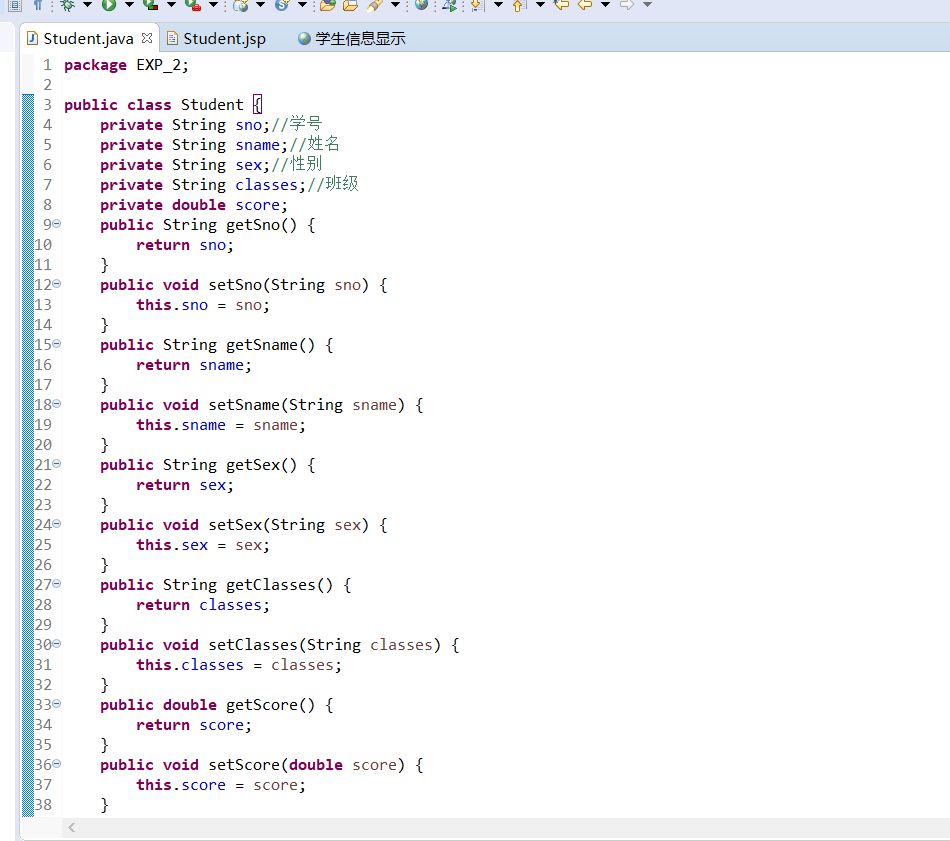 Student.java Student.jsp 学生信息显示
1 package EXP_2;
2
3 public class Student {
4 private String sno;//学号
5 private String sname;//姓名
6 private String sex;//性别
7 private String classes;//班级
8 private double score;
9 public String getSno() {
10 return sno;
11 }
12 public void setSno(String sno) {
13 this.sno = sno;
14 }
15 public String getSname() {
16 return sname;
17 }
18 public void setSname(String sname) {
19 this.sname = sname;
20 }
21 public String getSex() {
22 return sex;
23 }
24 public void setSex(String sex) {
25 this.sex = sex;
26 }
27 public String getClasses() {
28 return classes;
29 }
30 public void setClasses(String classes) {
31 this.classes = classes;
32 }
33 public double getScore() {
34 return score;
35 }
36 public void setScore(double score) {
37 this.score = score;
38 }